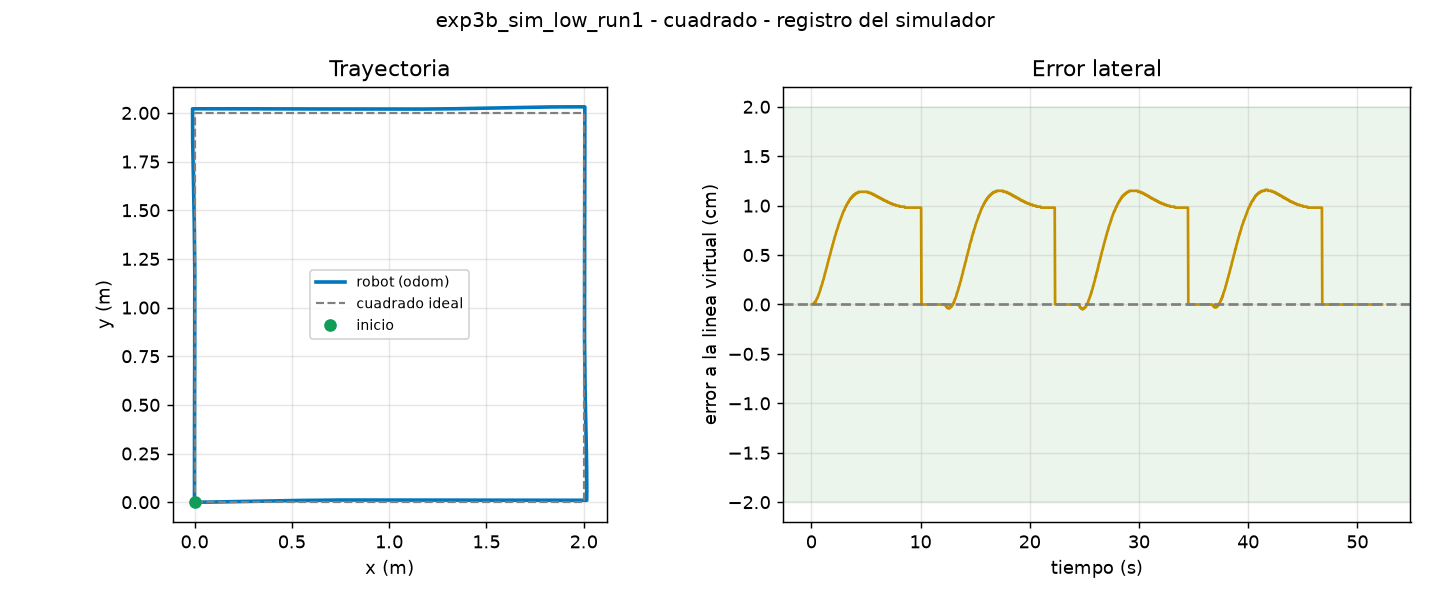 exp3b_sim_low_run1 - cuadrado - registro del simulador
Trayectoria
y (m)
2.00
1.75
1.50
1.25
1.00
0.75
0.50
0.25
0.00
robot (odom)
cuadrado ideal
inicio
0.0 0.5 1.0 1.5 2.0
x (m)
Error lateral
error a la linea virtual (cm)
2.0
1.5
1.0
0.5
0.0
−0.5
−1.0
−1.5
−2.0
0 10 20 30 40 50
tiempo (s)